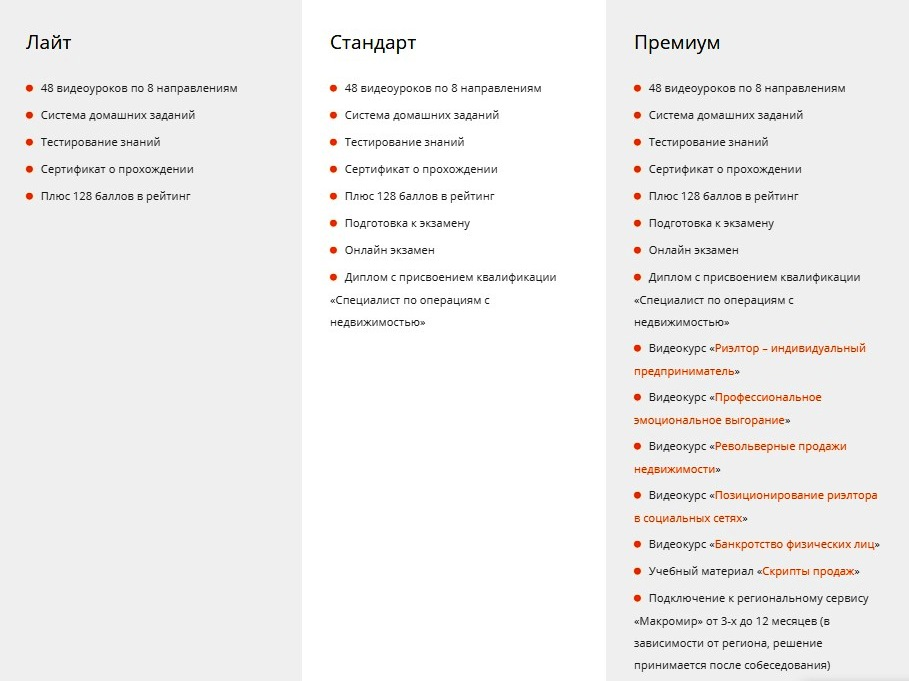 Лайт
48 видеоуроков по 8 направлениям
Система домашних заданий
Тестирование знаний
Сертификат о прохождении
Плюс 128 баллов в рейтинг
Стандарт
48 видеоуроков по 8 направлениям
Система домашних заданий
Тестирование знаний
Сертификат о прохождении
Плюс 128 баллов в рейтинг
Подготовка к экзамену
Онлайн экзамен
Диплом с присвоением квалификации
«Специалист по операциям с
недвижимостью»
Премиум
48 видеоуроков по 8 направлениям
Система домашних заданий
Тестирование знаний
Сертификат о прохождении
Плюс 128 баллов в рейтинг
Подготовка к экзамену
Онлайн экзамен
Диплом с присвоением квалификации
«Специалист по операциям с
недвижимостью»
Видеокурс «Риэлтор – индивидуальный
предприниматель»
Видеокурс «Профессиональное
эмоциональное выгорание»
Видеокурс «Револьверные продажи
недвижимости»
Видеокурс «Позиционирование риэлтора
в социальных сетях»
Видеокурс «Банкротство физических лиц»
Учебный материал «Скрипты продаж»
Подключение к региональному сервису
«Макромир» от 3-х до 12 месяцев (в
зависимости от региона, решение
принимается после собеседования)